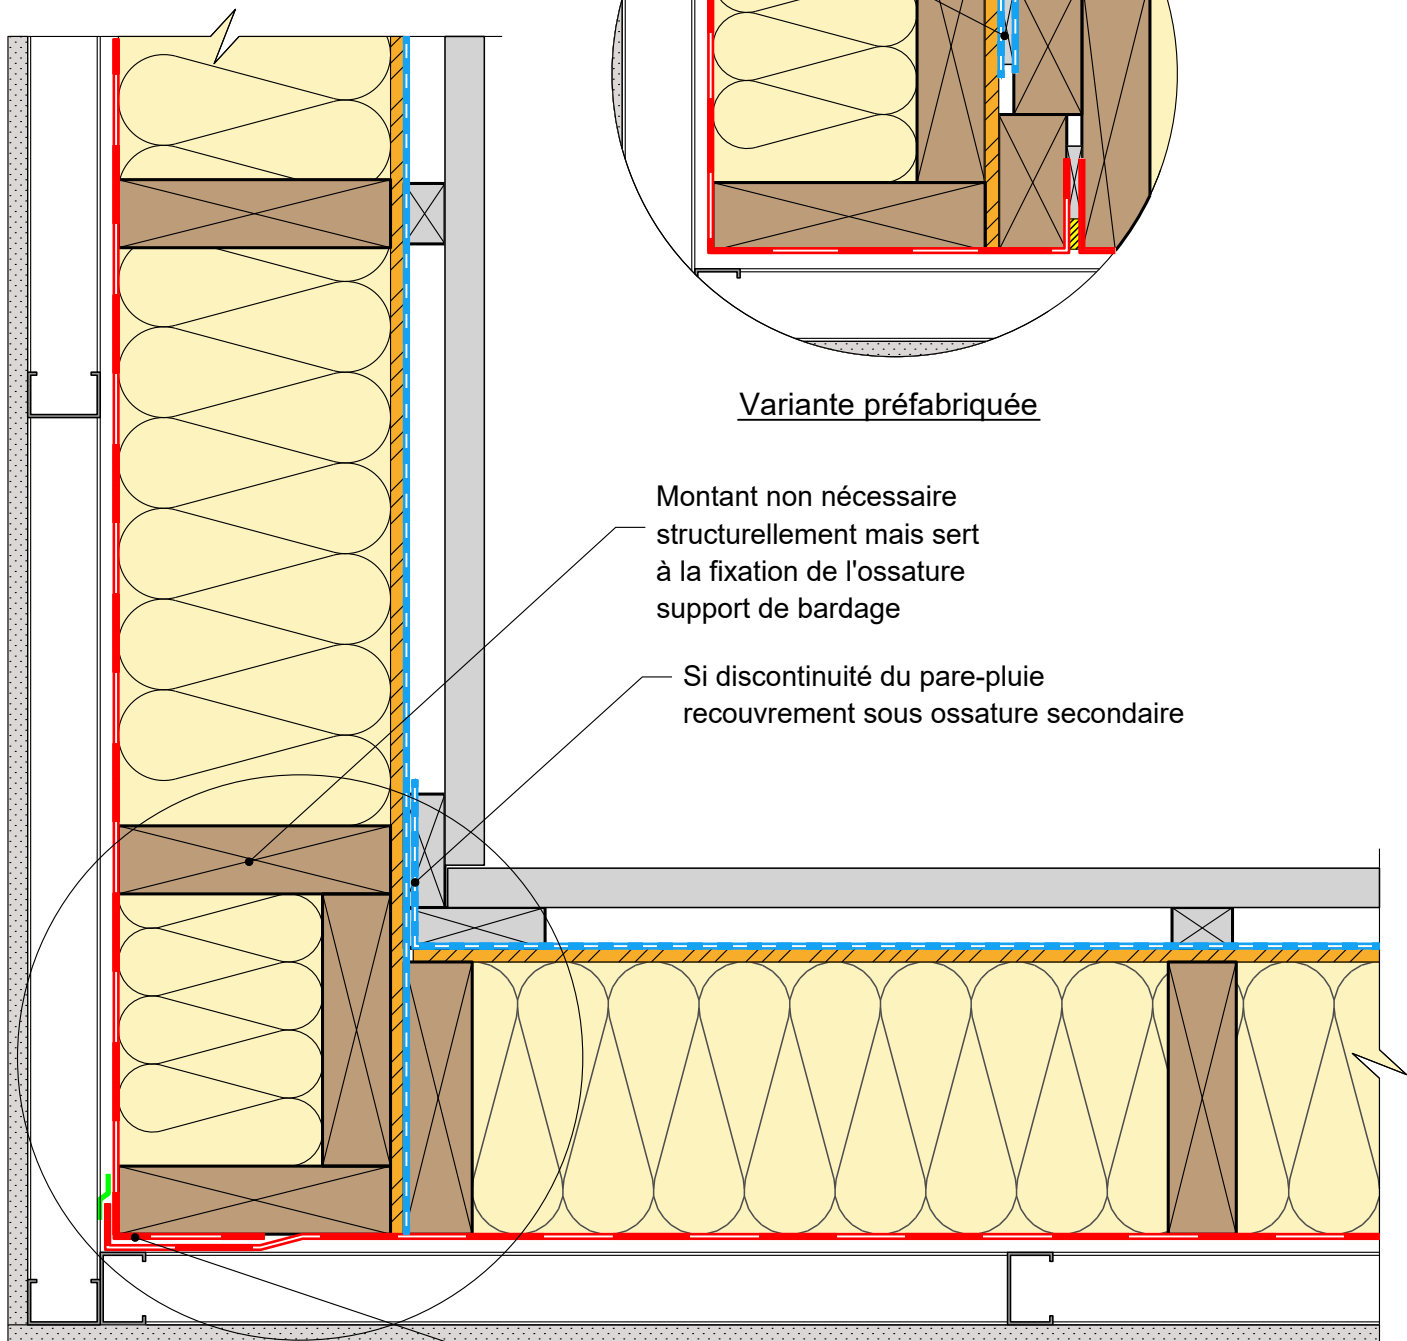 Variante préfabriquée
Montant non nécessaire
structurellement mais sert
à la fixation de l'ossature
support de bardage
Si discontinuité du pare-pluie
recouvrement sous ossature secondaire